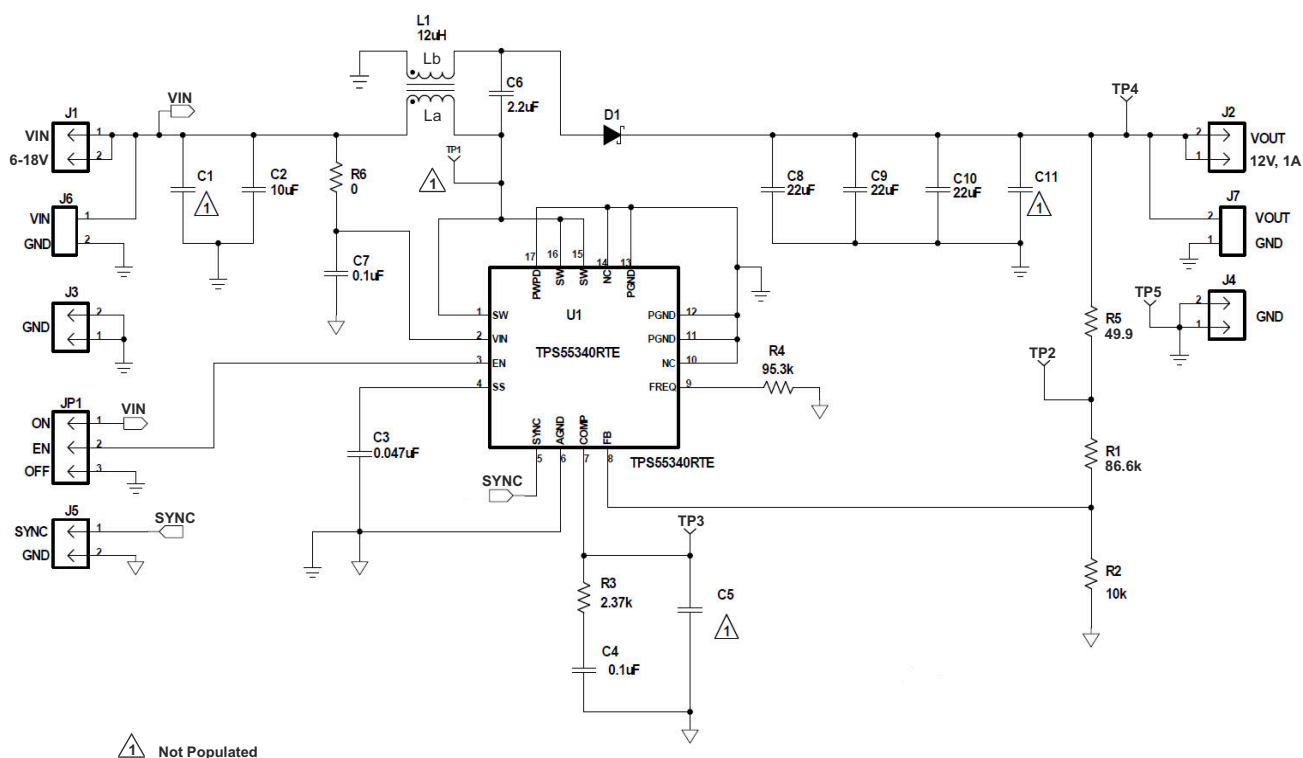 L1
12uH
Lb
La
C6
2.2uF
VIN
J1
VIN
6-18V
1
2
TP1
1
D1
TP4
J2
2
1
VOUT
12V, 1A
C1
1
C2
10uF
R6
0
C8
22uF
C9
22uF
C10
22uF
C11
1
J6
VIN
GND
1
2
J7
2
1
VOUT
GND
C7
0.1uF
17
16
15
14
13
PWPD
SW
SW
NC
PGND
J3
GND
2
1
1
2
3
4
SW
VIN
EN
SS
U1
TPS55340RTE
PGND
PGND
NC
FREQ
12
11
10
9
R4
95.3k
R5
49.9
TP5
J4
2
1
GND
TP2
JP1
ON
EN
OFF
1
2
3
VIN
C3
0.047uF
SYNC
AGND
COMP
FB
5
6
7
8
TPS55340RTE
R1
86.6k
SYNC
J5
SYNC
GND
1
2
SYNC
TP3
R3
2.37k
C5
1
R2
10k
C4
0.1uF
1 Not Populated